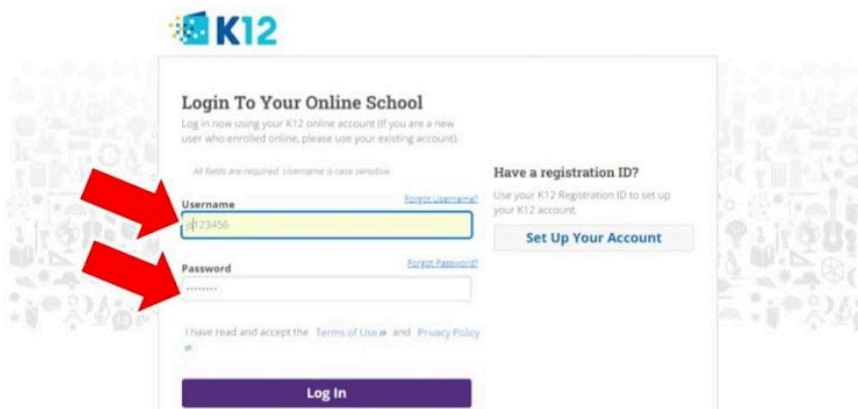 K12
Login To Your Online School
Log in now using your K12 online account (If you are a new
user who enrolled online, please use your existing account).
All fields are required. Username is case sensitive.
Username
Forgot Username?
js123456
Password
Forgot Password?
........
I have read and accept the Terms of Use and Privacy Policy
Log In
Have a registration ID?
Use your K12 Registration ID to set up
your K12 account.
Set Up Your Account